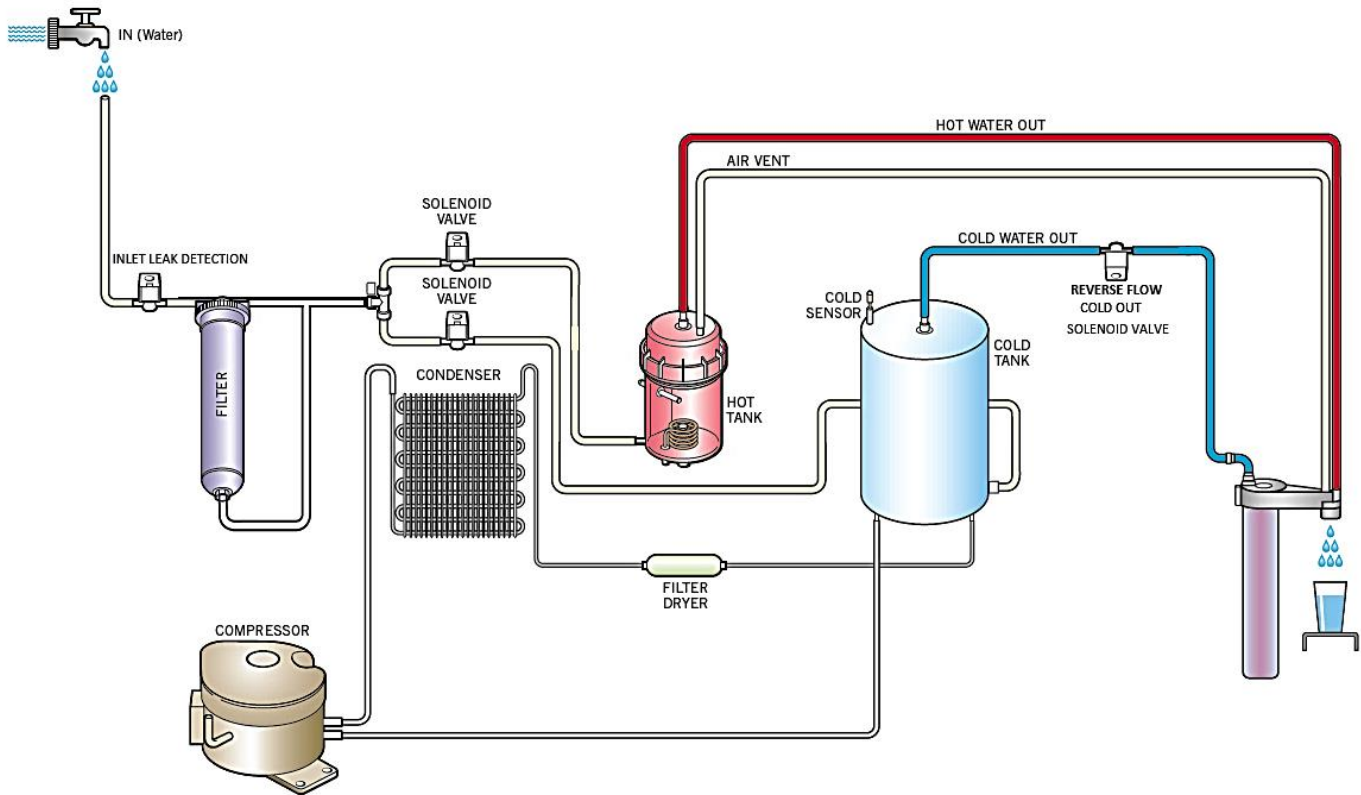 IN (Water)
HOT WATER OUT
AIR VENT
SOLENOID
VALVE
COLD WATER OUT
INLET LEAK DETECTION
SOLENOID
VALVE
REVERSE FLOW
COLD OUT
SOLENOID VALVE
COLD
SENSOR
COLD
TANK
CONDENSER
FILTER
HOT
TANK
FILTER
DRYER
COMPRESSOR